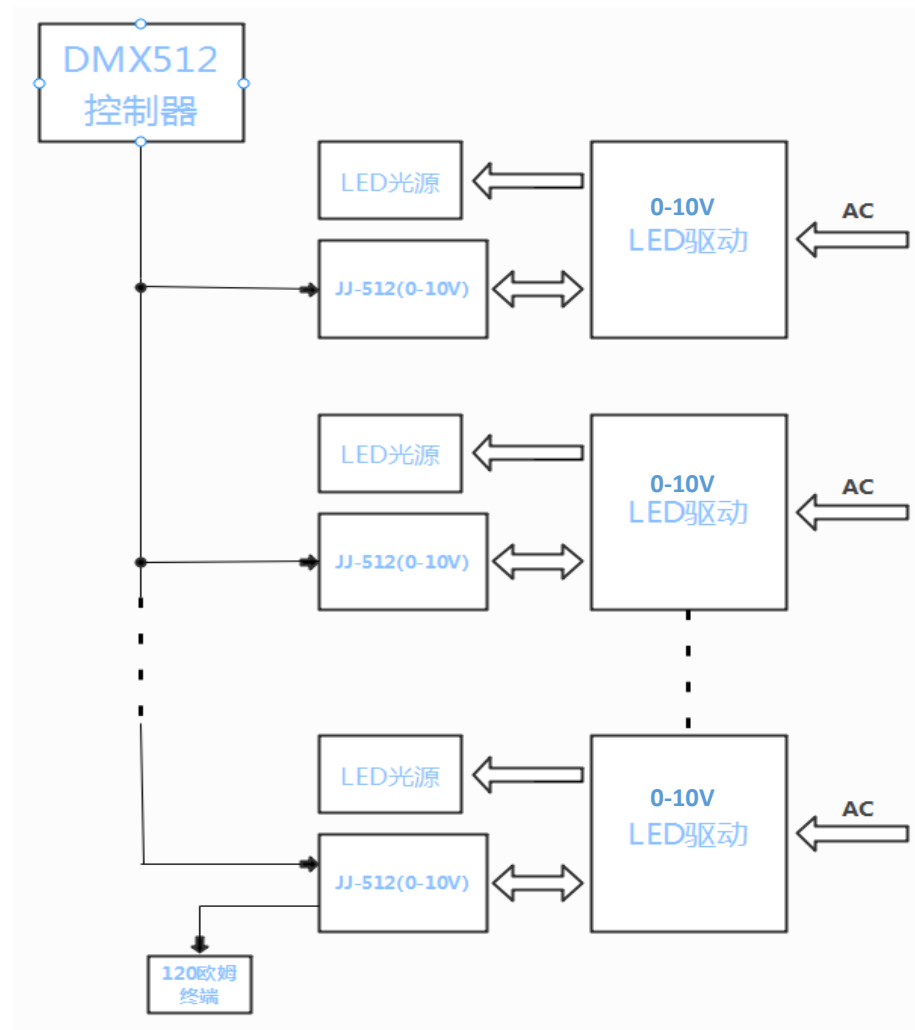 DMX512
控制器
LED光源
0-10V
LED驱动
AC
JJ-512(0-10V)
LED光源
0-10V
LED驱动
AC
JJ-512(0-10V)
LED光源
0-10V
LED驱动
AC
JJ-512(0-10V)
120欧姆
终端